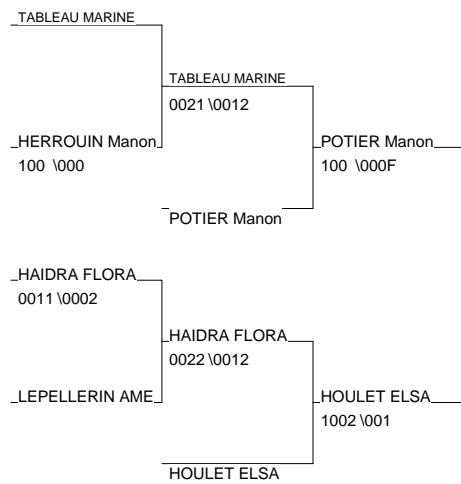 TABLEAU MARINE
TABLEAU MARINE
0021 \0012
HERROUIN Manon
100 \000
POTIER Manon
100 \000F
POTIER Manon
HAIDRA FLORA
0011 \0002
HAIDRA FLORA
0022 \0012
LEPELLERIN AME
HOULET ELSA
1002 \001
HOULET ELSA